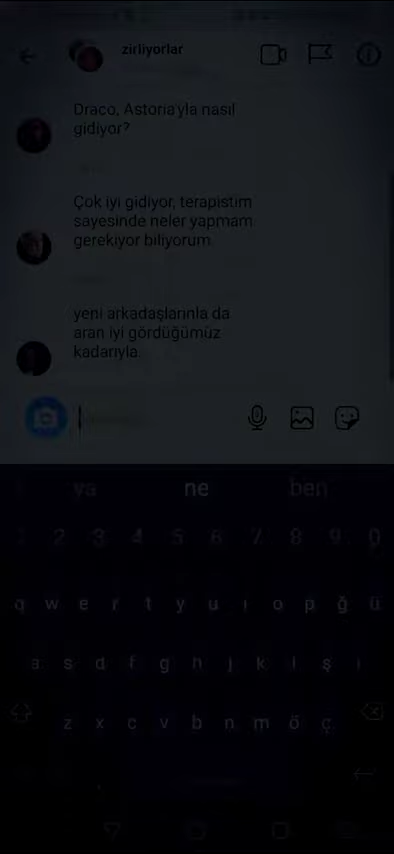 zirliyorlar
Draco, Astoria'yla nasıl
gidiyor?
Çok iyi gidiyor, terapistim
sayesinde neler yapmam
gerekiyor biliyorum
yeni arkadaşlarınla da
aran iyi gördüğümüz
kadarıyla
ya ne ben
2 3 4 5 6 7 8 9 0
q w e r t y u ı o p ğ ü
a s d f g h j k l ş i
z x c v b n m ö ç